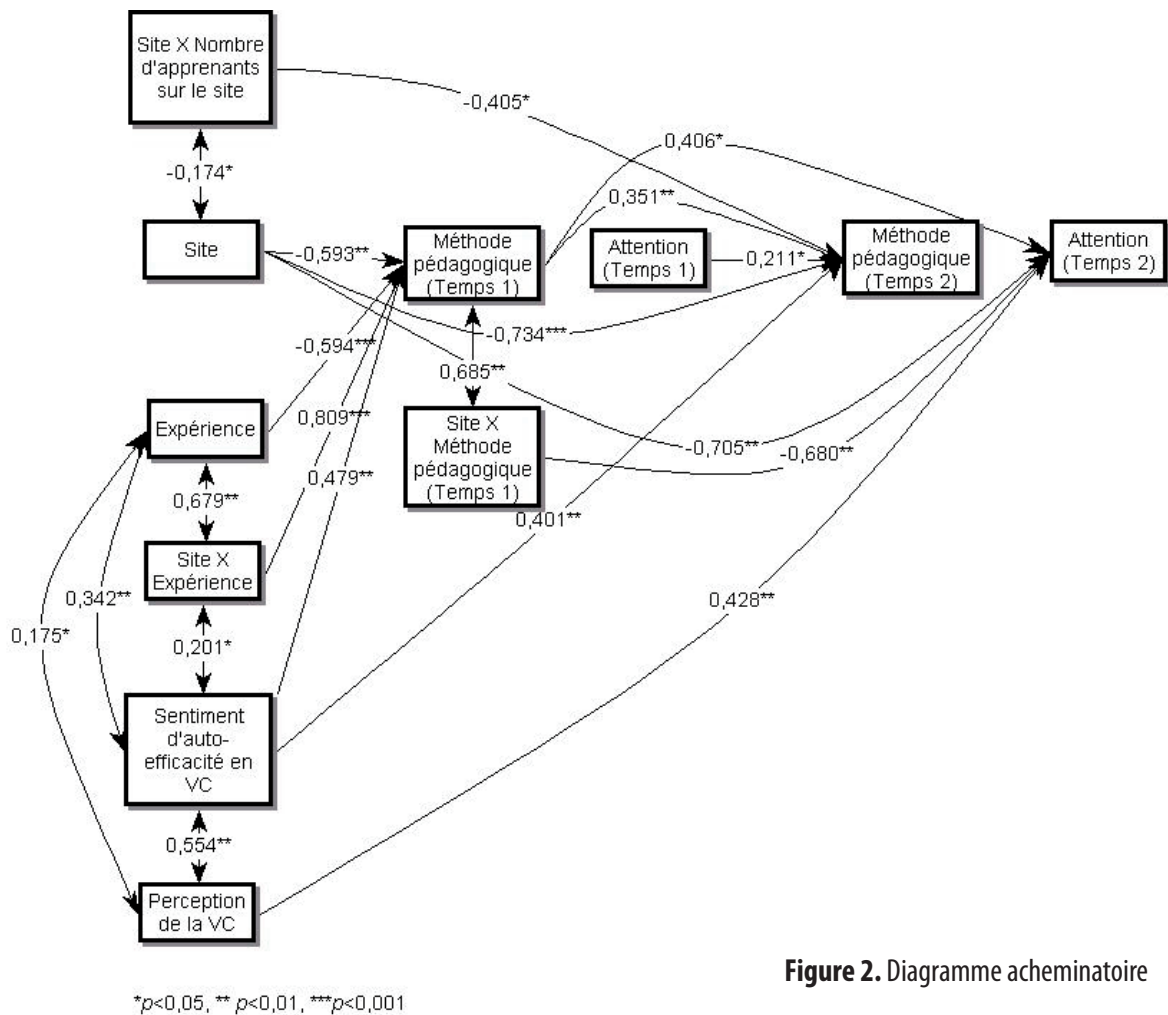 Site X Nombre
d'apprenants
sur le site
-0,405*
0,406*
-0,174*
0,351**
Site
-0,593**
Méthode
pédagogique
(Temps 1)
Attention
(Temps 1)
0,211*
Méthode
pédagogique
(Temps 2)
Attention
(Temps 2)
-0,734***
-0,594***
0,685**
Expérience
0,809***
Site X
Méthode
pédagogique
(Temps 1)
-0,705**
-0,680**
0,479**
0,679**
0,401**
Site X
Expérience
0,342**
0,175*
0,428**
0,201*
Sentiment
d'auto-
efficacité en
VC
0,554**
Perception
de la VC
Figure 2. Diagramme acheminatoire
*p<0,05, ** p<0,01, ***p<0,001